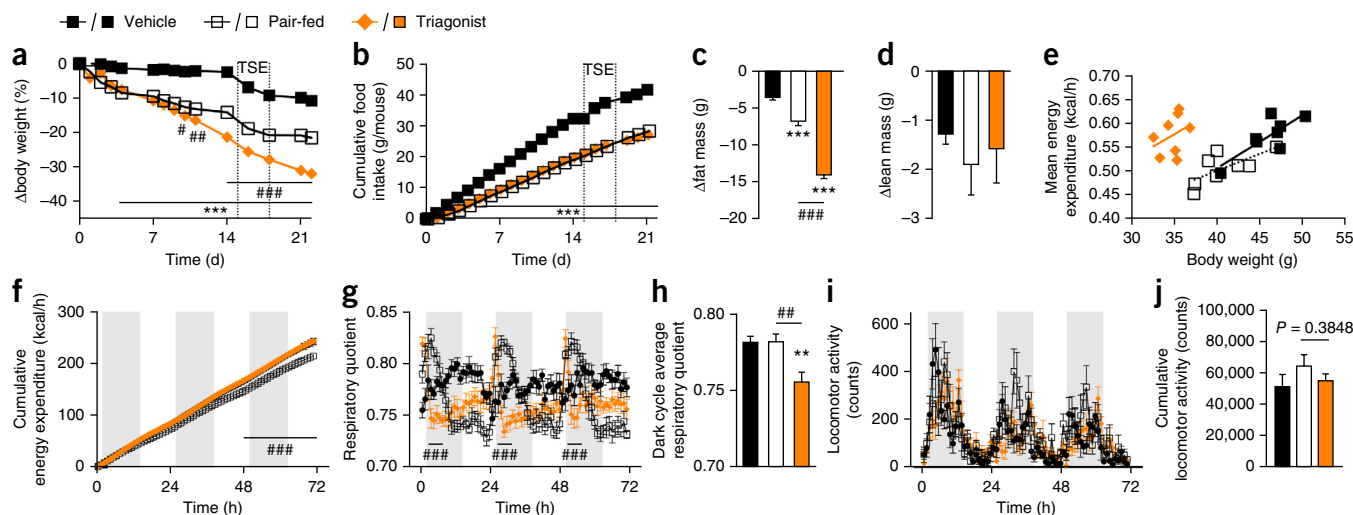 / Vehicle / Pair-fed / Triagonist
a
Δbody weight (%)
0
−10
−20
−30
−40
TSE
#
##
###
***
0 7 14 21
Time (d)
b
Cumulative food
intake (g/mouse)
50
40
30
20
10
0
TSE
***
0 7 14 21
Time (d)
c
Δfat mass (g)
0
−5
−10
−15
−20
***
***
###
d
Δlean mass (g)
0
−1
−2
−3
e
Mean energy
expenditure (kcal/h)
0.70
0.65
0.60
0.55
0.50
0.45
0.40
30 35 40 45 50 55
Body weight (g)
f
Cumulative
energy expenditure (kcal/h)
300
200
100
0
###
0 24 48 72
Time (h)
g
Respiratory quotient
0.85
0.80
0.75
0.70
### ### ###
0 24 48 72
Time (h)
h
Dark cycle average
respiratory quotient
0.80
0.75
0.70
##
**
i
Locomotor activity
(counts)
600
400
200
0
0 24 48 72
Time (h)
j
Cumulative
locomotor activity (counts)
100,000
80,000
60,000
40,000
20,000
0
P = 0.3848